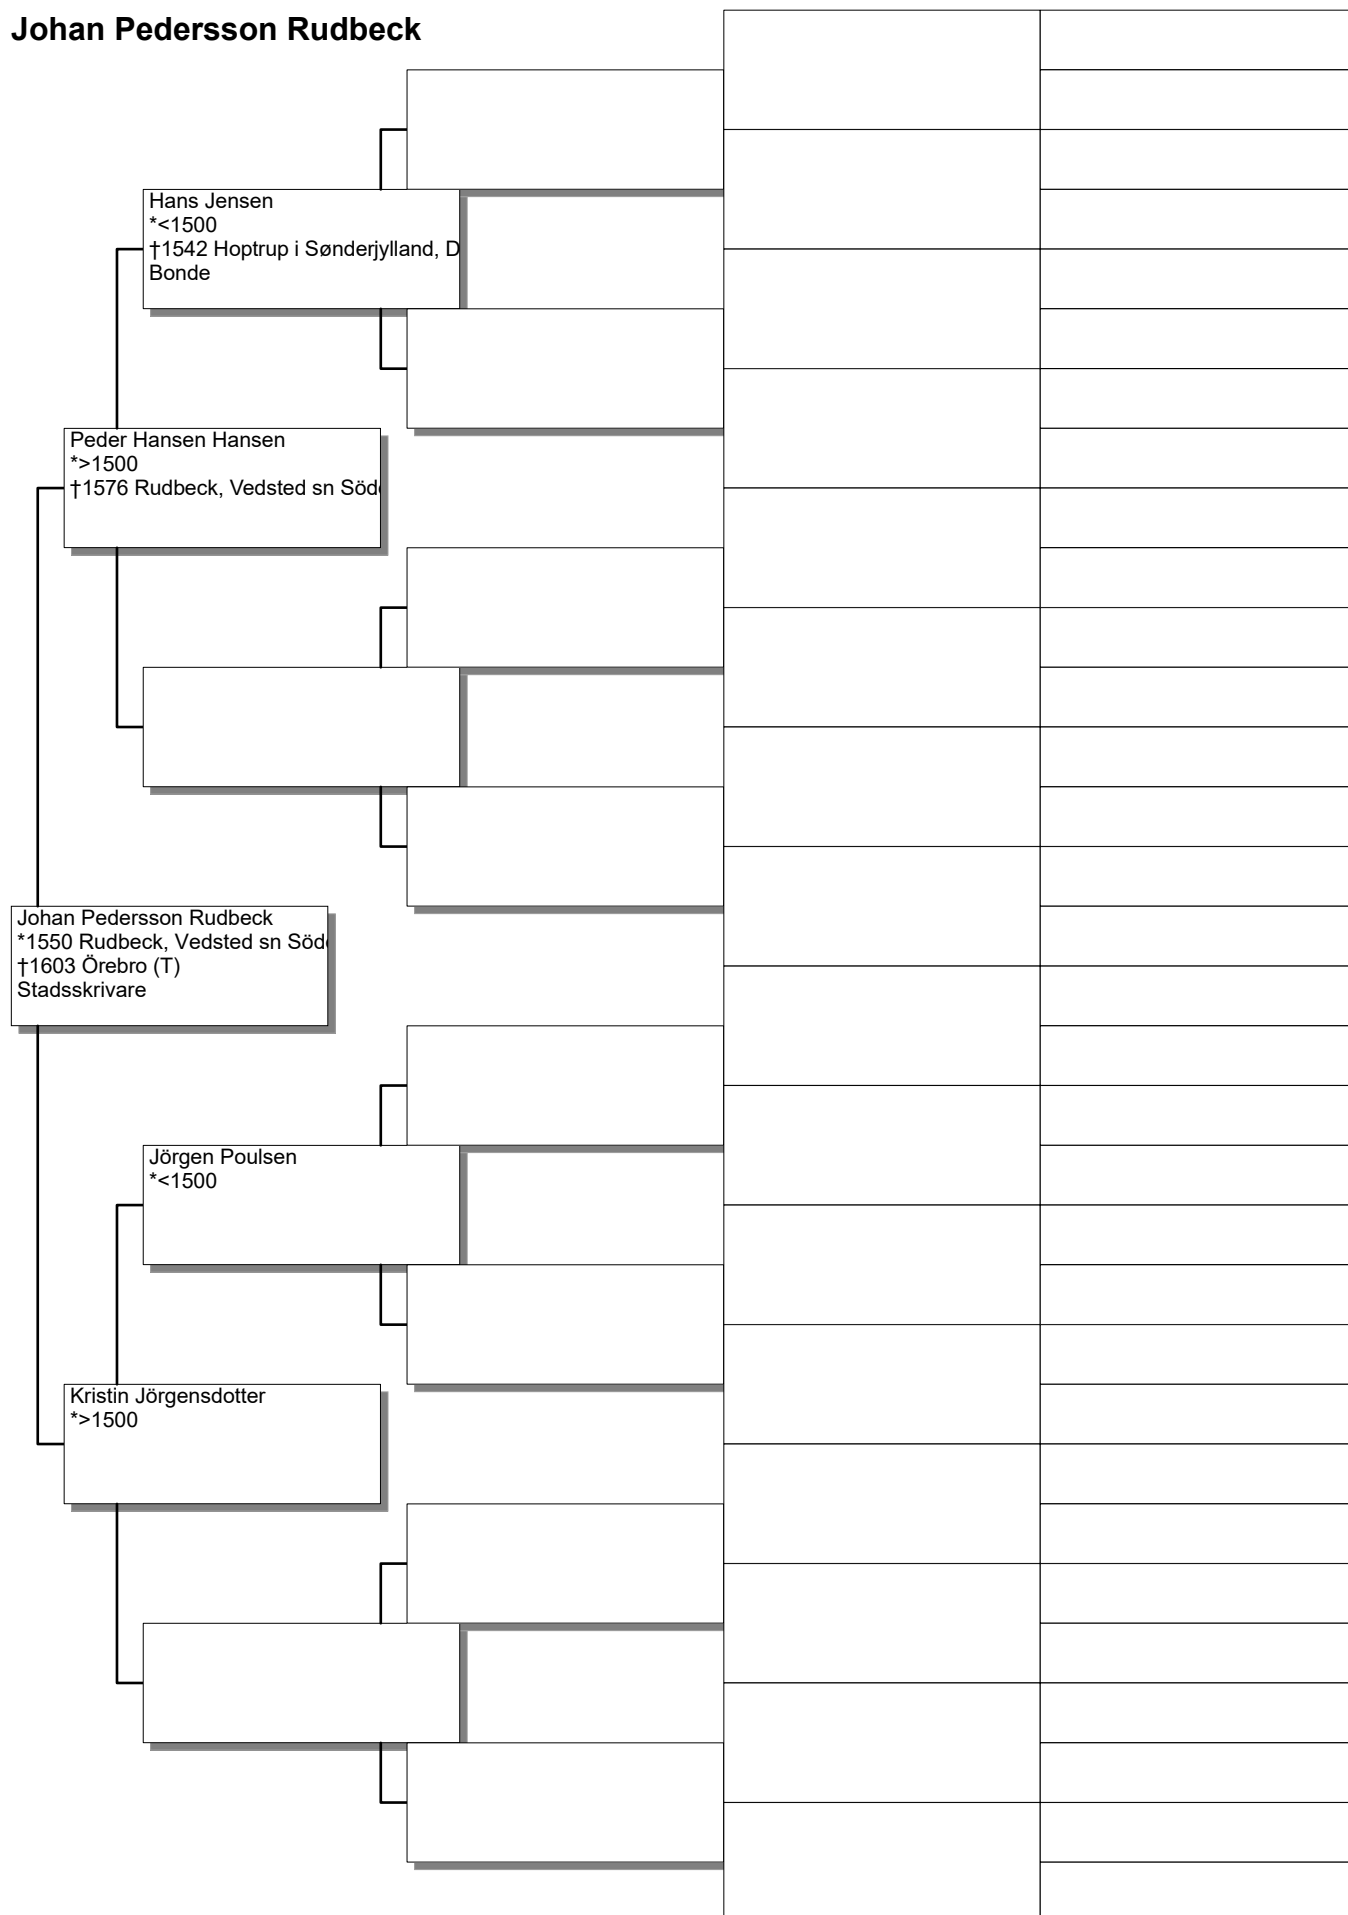 Johan Pedersson Rudbeck
Hans Jensen
*<1500
†1542 Hoptrup i Sønderjylland, D
Bonde
Peder Hansen Hansen
*>1500
†1576 Rudbeck, Vedsted sn Söd
Johan Pedersson Rudbeck
*1550 Rudbeck, Vedsted sn Söd
†1603 Örebro (T)
Stadsskrivare
Jörgen Poulsen
*<1500
Kristin Jörgensdotter
*>1500